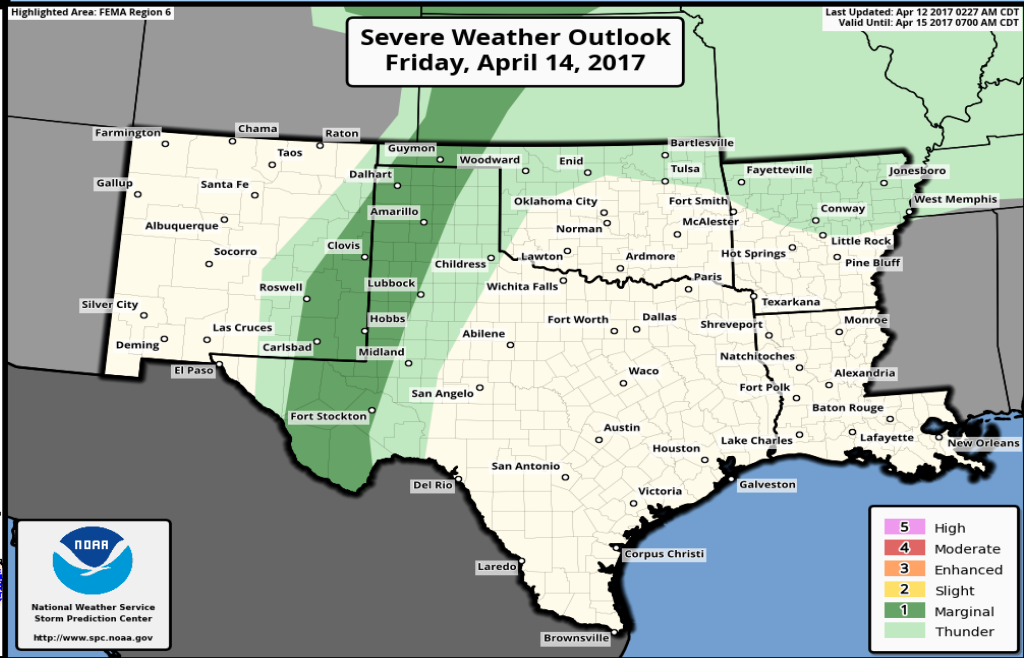 Highlighted Area: FEMA Region 6
Last Updated: Apr 12 2017 0227 AM CDT
Valid Until: Apr 15 2017 0700 AM CDT
Severe Weather Outlook
Friday, April 14, 2017
Farmington
Chama
Raton
Taos
Guymon
Woodward
Enid
Bartlesville
Tulsa
Fayetteville
Jonesboro
Gallup
Santa Fe
Dalhart
Albuquerque
Amarillo
Oklahoma City
Fort Smith
West Memphis
Norman
McAlester
Conway
Socorro
Clovis
Childress
Lawton
Ardmore
Hot Springs
Little Rock
Pine Bluff
Roswell
Lubbock
Wichita Falls
Paris
Texarkana
Silver City
Las Cruces
Hobbs
Abilene
Fort Worth
Dallas
Shreveport
Monroe
Deming
Carlsbad
Midland
Natchitoches
El Paso
San Angelo
Waco
Fort Polk
Alexandria
Fort Stockton
Austin
Baton Rouge
Houston
Lake Charles
Lafayette
New Orleans
Del Rio
San Antonio
Victoria
Galveston
Laredo
Corpus Christi
Brownsville
NOAA
National Weather Service
Storm Prediction Center
http://www.spc.noaa.gov
5 High
4 Moderate
3 Enhanced
2 Slight
1 Marginal
Thunder